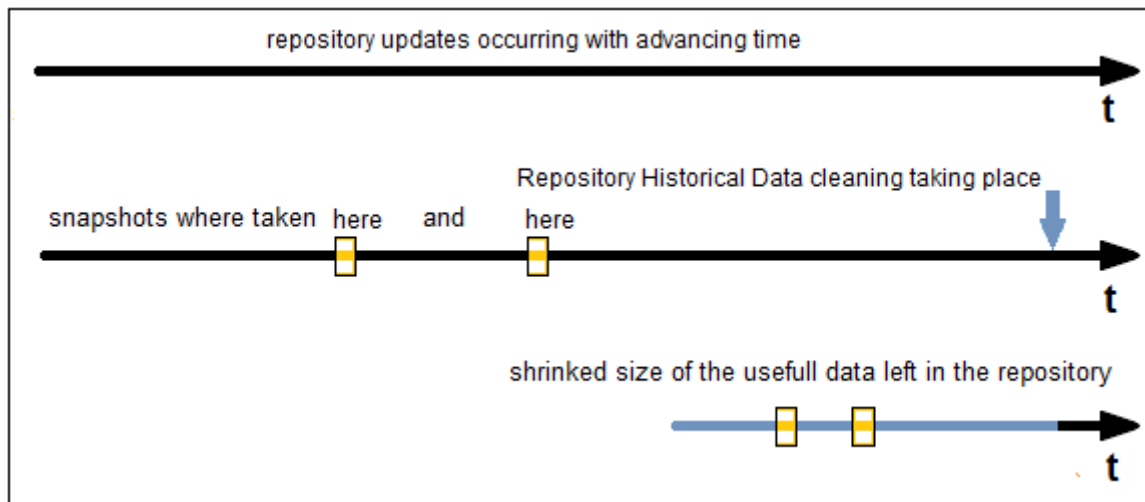 repository updates occurring with advancing time
t
Repository Historical Data cleaning taking place
snapshots where taken here and here
t
shrinked size of the usefull data left in the repository
t